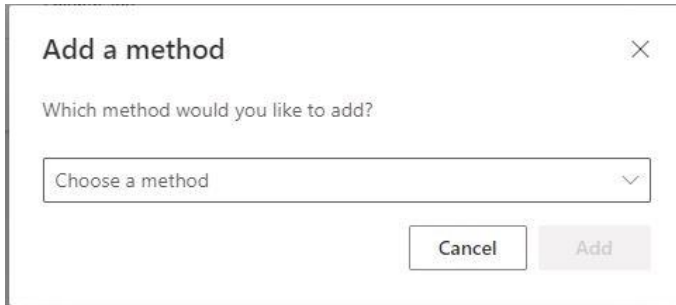 Add a method
Which method would you like to add?
Choose a method
Cancel
Add